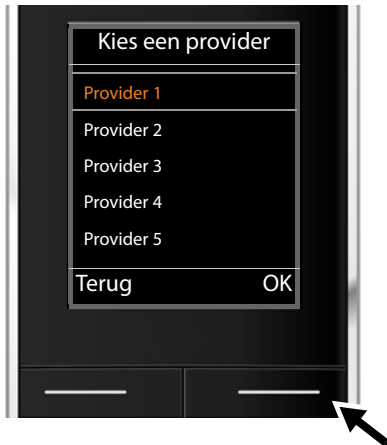 Kies een provider
Provider 1
Provider 2
Provider 3
Provider 4
Provider 5
Terug OK